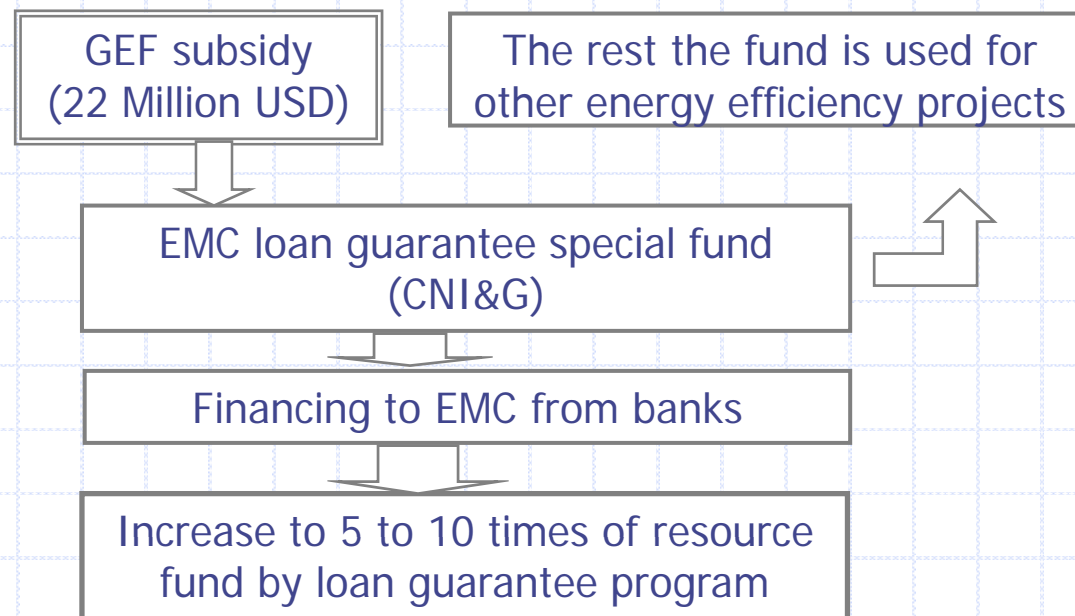 GEF subsidy
(22 Million USD)
The rest the fund is used for
other energy efficiency projects
EMC loan guarantee special fund
(CNI&G)
Financing to EMC from banks
Increase to 5 to 10 times of resource
fund by loan guarantee program